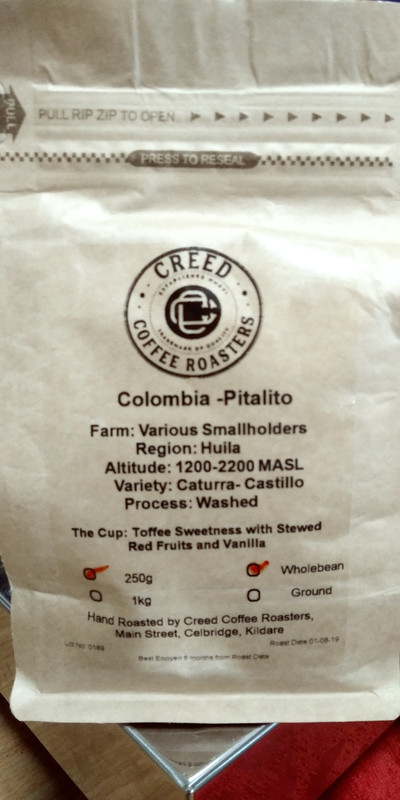 PULL
PULL RIP ZIP TO OPEN
PRESS TO RESEAL
CREED
COFFEE ROASTERS
Colombia -Pitalito
Farm: Various Smallholders
Region: Huila
Altitude: 1200-2200 MASL
Variety: Caturra- Castillo
Process: Washed
The Cup: Toffee Sweetness with Stewed
Red Fruits and Vanilla
250g Wholebean
1kg Ground
Hand Roasted by Creed Coffee Roasters,
Main Street, Celbridge, Kildare
Lot No: 0169 Roast Date 01-08-19
Best Enjoyed 6 months from Roast Date